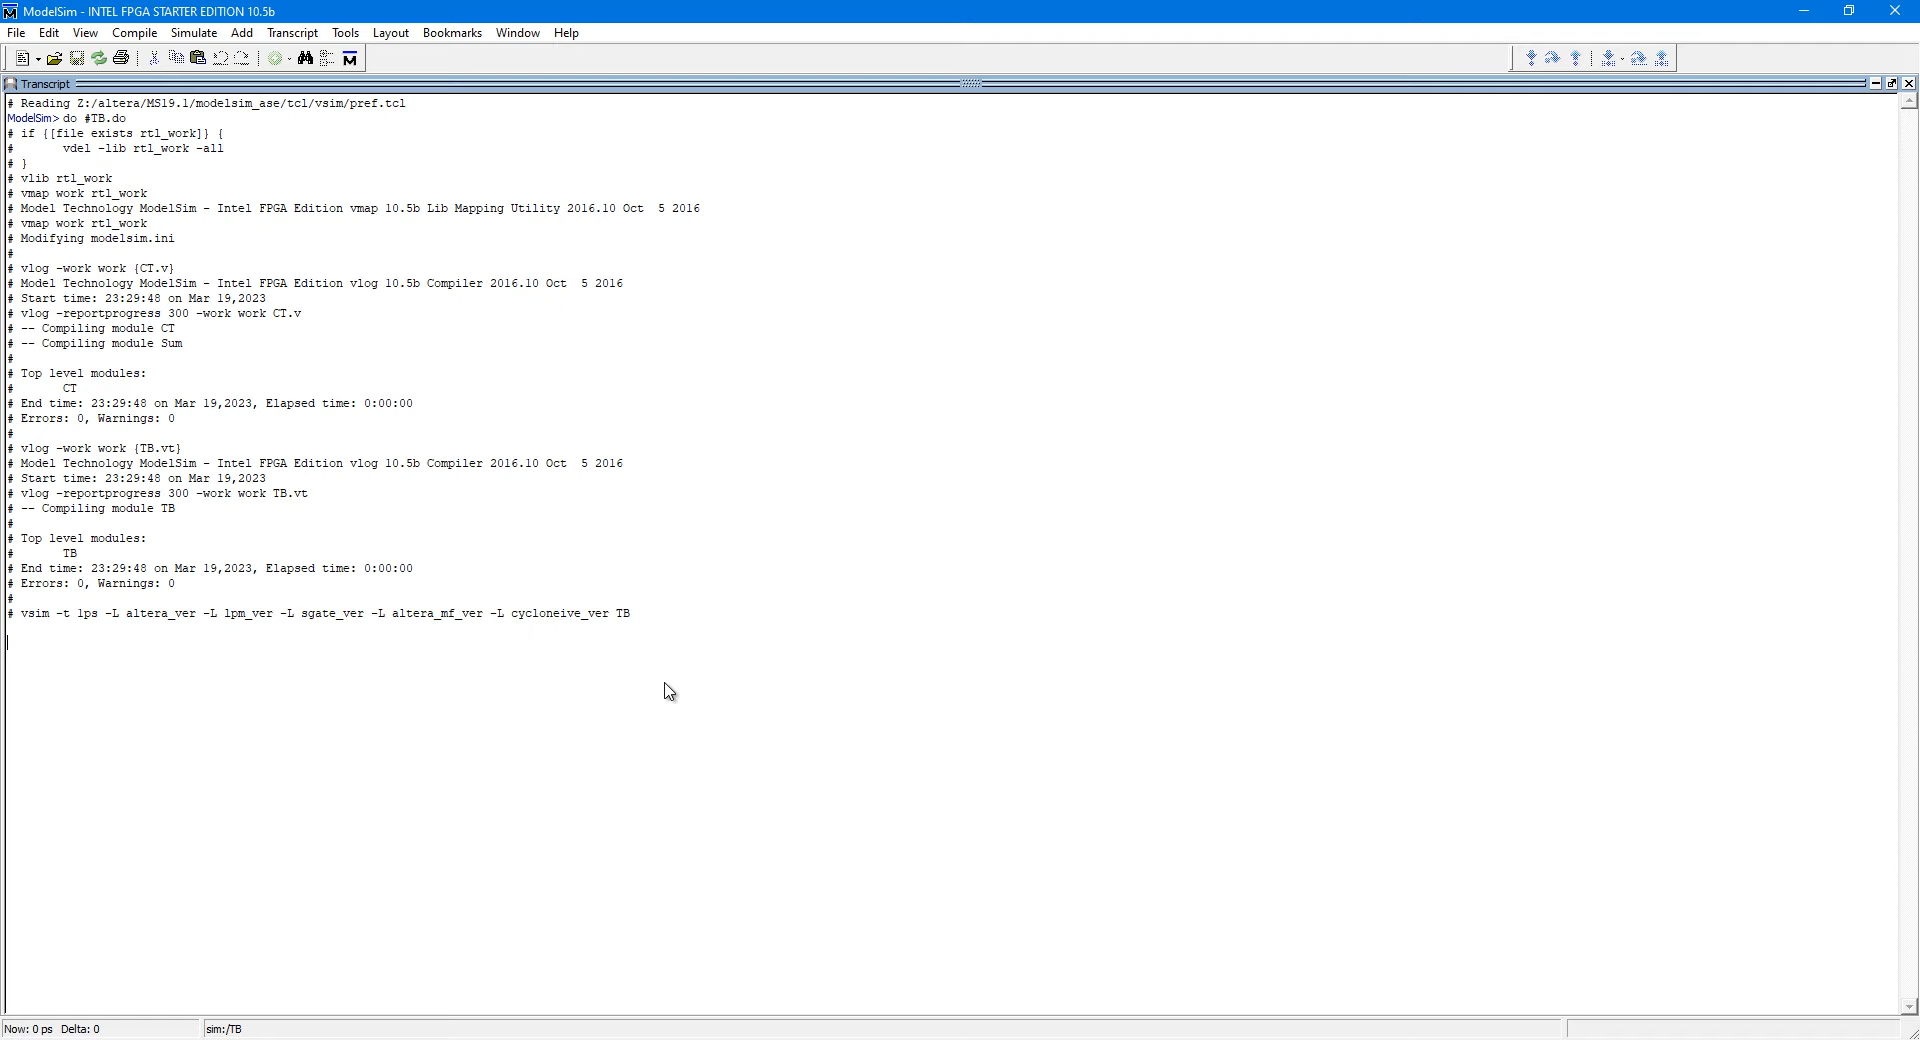 ModelSim - INTEL FPGA STARTER EDITION 10.5b
File Edit View Compile Simulate Add Transcript Tools Layout Bookmarks Window Help
Transcript
# Reading Z:/altera/MS19.1/modelsim_ase/tcl/vsim/pref.tcl
ModelSim> do #TB.do
# if {[file exists rtl_work]} {
#       vdel -lib rtl_work -all
# }
# vlib rtl_work
# vmap work rtl_work
# Model Technology ModelSim - Intel FPGA Edition vmap 10.5b Lib Mapping Utility 2016.10 Oct  5 2016
# vmap work rtl_work
# Modifying modelsim.ini
#
# vlog -work work {CT.v}
# Model Technology ModelSim - Intel FPGA Edition vlog 10.5b Compiler 2016.10 Oct  5 2016
# Start time: 23:29:48 on Mar 19,2023
# vlog -reportprogress 300 -work work CT.v
# -- Compiling module CT
# -- Compiling module Sum
#
# Top level modules:
#       CT
# End time: 23:29:48 on Mar 19,2023, Elapsed time: 0:00:00
# Errors: 0, Warnings: 0
#
# vlog -work work {TB.vt}
# Model Technology ModelSim - Intel FPGA Edition vlog 10.5b Compiler 2016.10 Oct  5 2016
# Start time: 23:29:48 on Mar 19,2023
# vlog -reportprogress 300 -work work TB.vt
# -- Compiling module TB
#
# Top level modules:
#       TB
# End time: 23:29:48 on Mar 19,2023, Elapsed time: 0:00:00
# Errors: 0, Warnings: 0
#
# vsim -t 1ps -L altera_ver -L lpm_ver -L sgate_ver -L altera_mf_ver -L cycloneive_ver TB
Now: 0 ps Delta: 0 sim:/TB